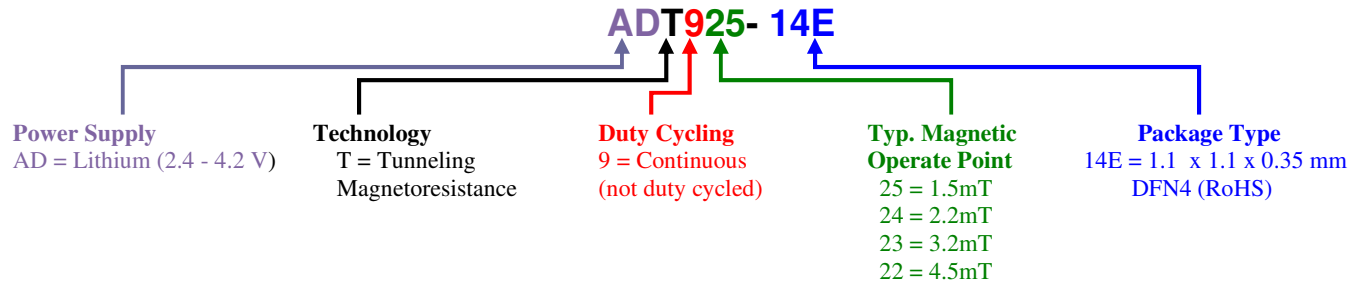 ADT925- 14E
Power Supply
AD = Lithium (2.4 - 4.2 V)
Technology
T = Tunneling
Magnetoresistance
Duty Cycling
9 = Continuous
(not duty cycled)
Typ. Magnetic
Operate Point
25 = 1.5mT
24 = 2.2mT
23 = 3.2mT
22 = 4.5mT
Package Type
14E = 1.1 x 1.1 x 0.35 mm
DFN4 (RoHS)